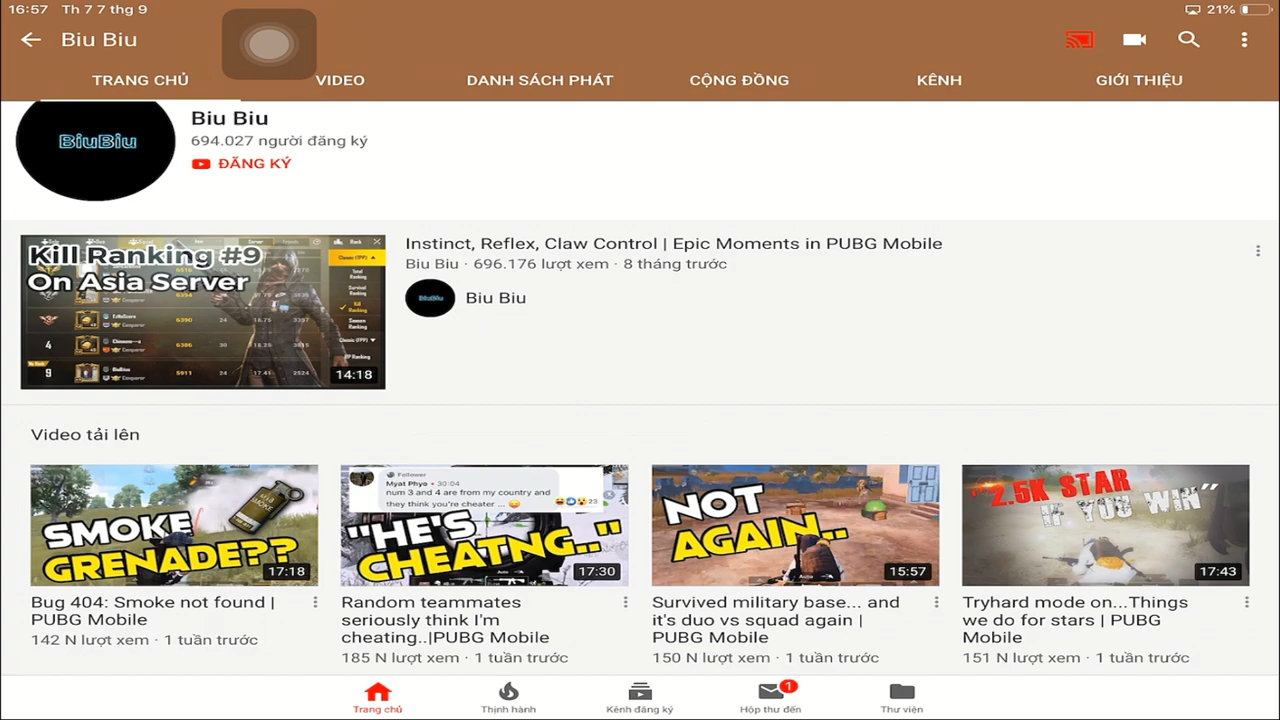 16:57 Th 7 7 thg 9
21%
Biu Biu
TRANG CHỦ
VIDEO
DANH SÁCH PHÁT
CỘNG ĐỒNG
KÊNH
GIỚI THIỆU
BiuBiu
Biu Biu
694.027 người đăng ký
ĐĂNG KÝ
Kill Ranking #9
On Asia Server
14:18
Instinct, Reflex, Claw Control | Epic Moments in PUBG Mobile
Biu Biu · 696.176 lượt xem · 8 tháng trước
BiuBiu
Biu Biu
Video tải lên
SMOKE
GRENADE??
17:18
Bug 404: Smoke not found |
PUBG Mobile
142 N lượt xem · 1 tuần trước
Follower
Myat Phyo • 30:04
num 3 and 4 are from my country and
they think you're cheater ...
23
"HE'S
CHEATNG.."
17:30
Random teammates
seriously think I'm
cheating..|PUBG Mobile
185 N lượt xem · 1 tuần trước
NOT
AGAIN..
15:57
Survived military base... and
it's duo vs squad again |
PUBG Mobile
150 N lượt xem · 1 tuần trước
"2.5K STAR
IF YOU WIN"
17:43
Tryhard mode on...Things
we do for stars | PUBG
Mobile
151 N lượt xem · 1 tuần trước
Trang chủ
Thịnh hành
Kênh đăng ký
1
Hộp thư đến
Thư viện